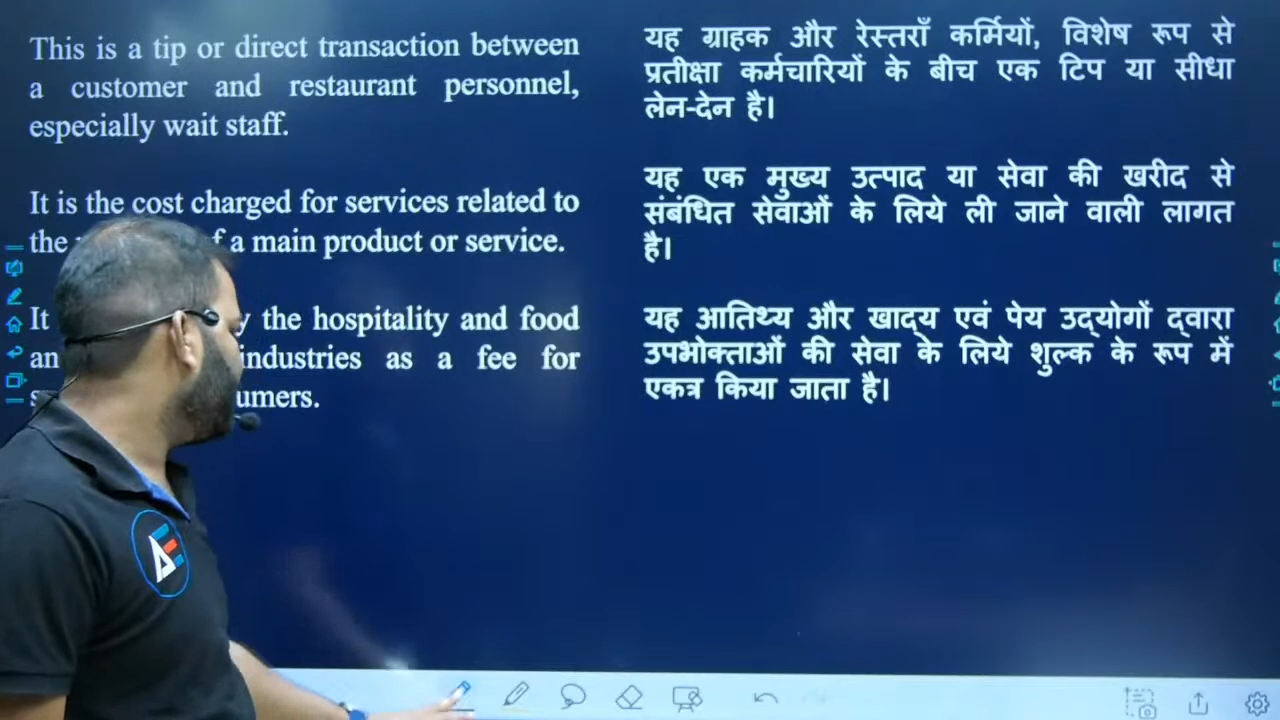 This is a tip or direct transaction between
a customer and restaurant personnel,
especially wait staff.
It is the cost charged for services related to
the f a main product or service.
It y the hospitality and food
an industries as a fee for
s umers.
यह ग्राहक और रेस्तराँ कर्मियों, विशेष रूप से
प्रतीक्षा कर्मचारियों के बीच एक टिप या सीधा
लेन-देन है।
यह एक मुख्य उत्पाद या सेवा की खरीद से
संबंधित सेवाओं के लिये ली जाने वाली लागत
है।
यह आतिथ्य और खाद्य एवं पेय उद्योगों द्वारा
उपभोक्ताओं की सेवा के लिये शुल्क के रूप में
एकत्र किया जाता है।